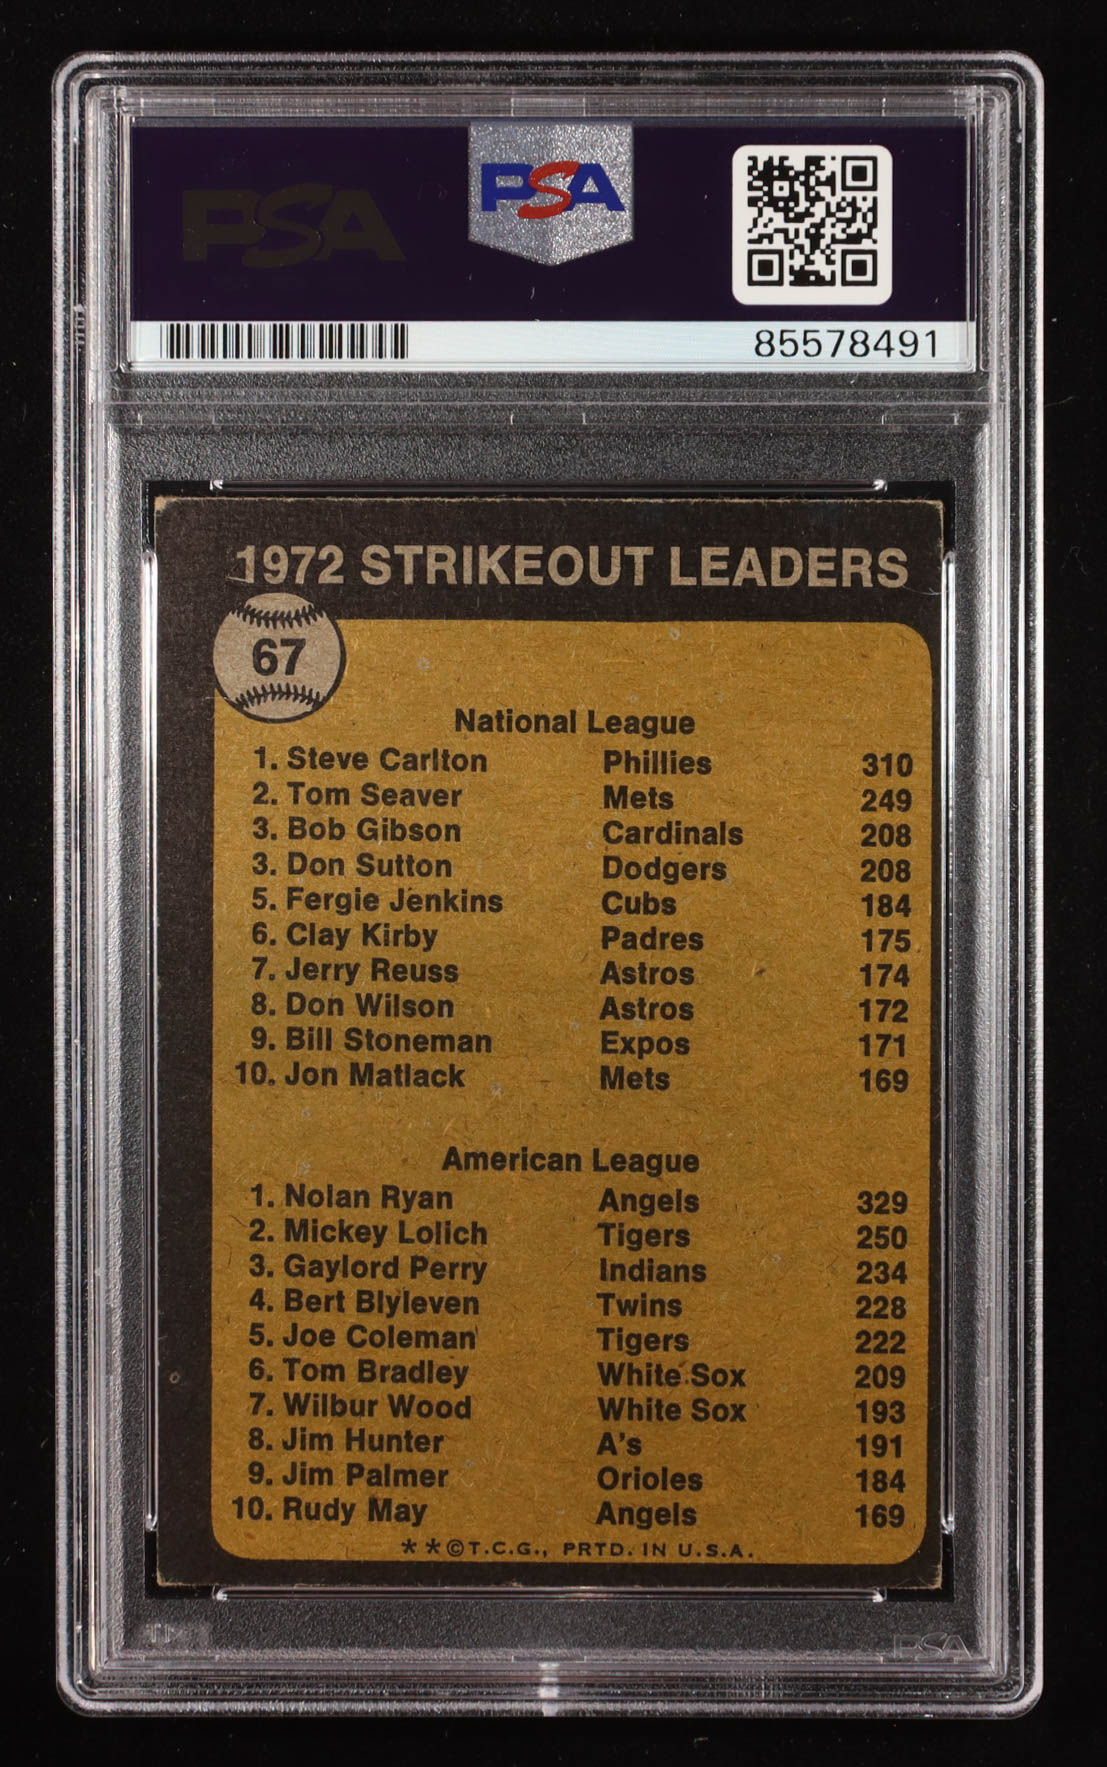 PSA
PSA
85578491
1972 STRIKEOUT LEADERS
67
National League
1. Steve Carlton Phillies 310
2. Tom Seaver Mets 249
3. Bob Gibson Cardinals 208
3. Don Sutton Dodgers 208
5. Fergie Jenkins Cubs 184
6. Clay Kirby Padres 175
7. Jerry Reuss Astros 174
8. Don Wilson Astros 172
9. Bill Stoneman Expos 171
10. Jon Matlack Mets 169
American League
1. Nolan Ryan Angels 329
2. Mickey Lolich Tigers 250
3. Gaylord Perry Indians 234
4. Bert Blyleven Twins 228
5. Joe Coleman Tigers 222
6. Tom Bradley White Sox 209
7. Wilbur Wood White Sox 193
8. Jim Hunter A's 191
9. Jim Palmer Orioles 184
10. Rudy May Angels 169
**©T.C.G., PRTD. IN U.S.A.
PSA